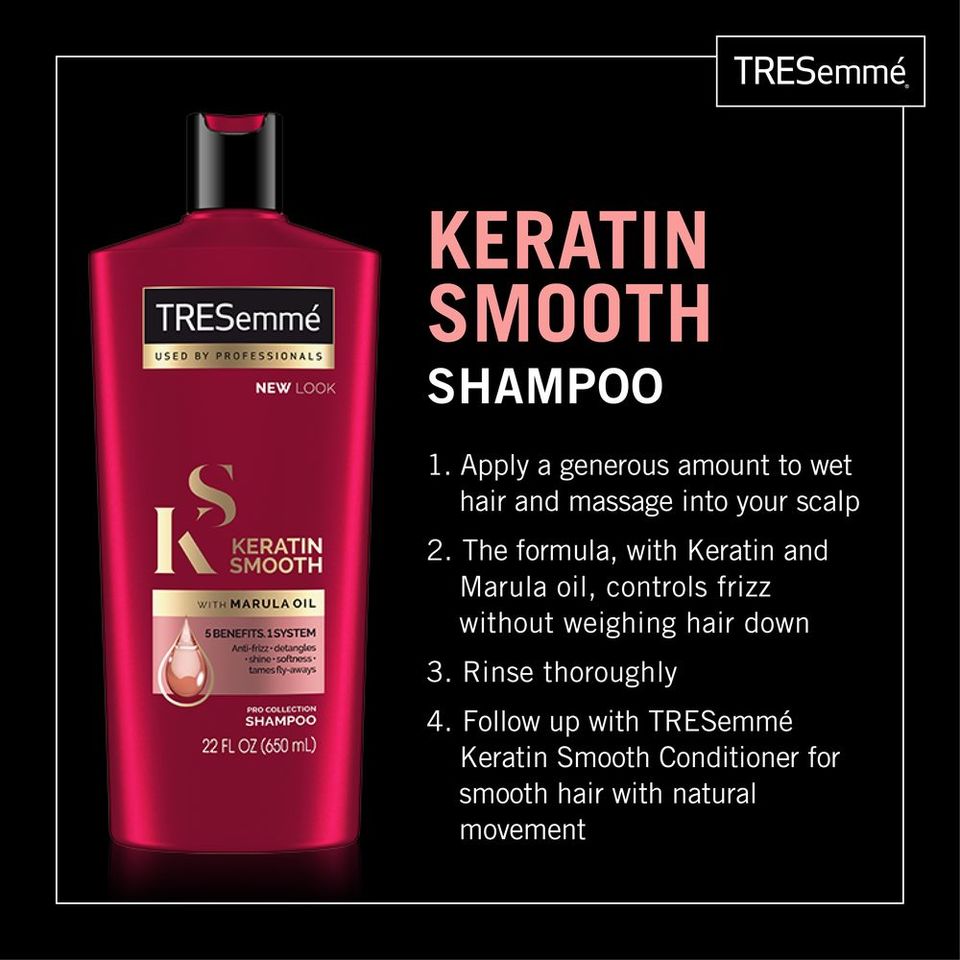 TRESemmé
TRESemmé
USED BY PROFESSIONALS
NEW LOOK
KS
KERATIN
SMOOTH
WITH MARULA OIL
5 BENEFITS. 1 SYSTEM
Anti-frizz • detangles
• shine • softness •
tames fly-aways
PRO COLLECTION
SHAMPOO
22 FL OZ (650 mL)
KERATIN
SMOOTH
SHAMPOO
1. Apply a generous amount to wet
hair and massage into your scalp
2. The formula, with Keratin and
Marula oil, controls frizz
without weighing hair down
3. Rinse thoroughly
4. Follow up with TRESemmé
Keratin Smooth Conditioner for
smooth hair with natural
movement